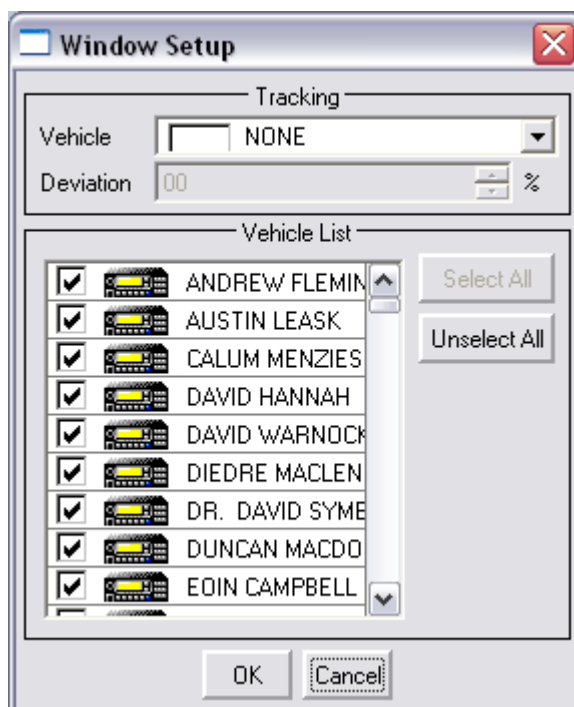 Window Setup
Tracking
Vehicle NONE
Deviation 00 %
Vehicle List
ANDREW FLEMIN
AUSTIN LEASK
CALUM MENZIES
DAVID HANNAH
DAVID WARNOCK
DIEDRE MACLEN
DR. DAVID SYME
DUNCAN MACDO
EOIN CAMPBELL
Select All
Unselect All
OK Cancel